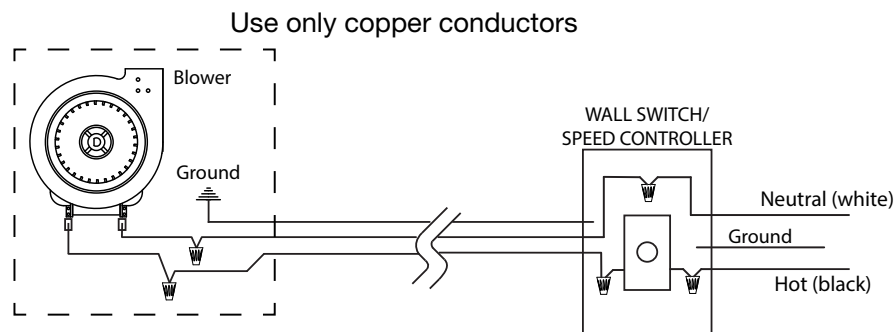 Use only copper conductors
Blower
D
Ground
WALL SWITCH/
SPEED CONTROLLER
Neutral (white)
Ground
Hot (black)